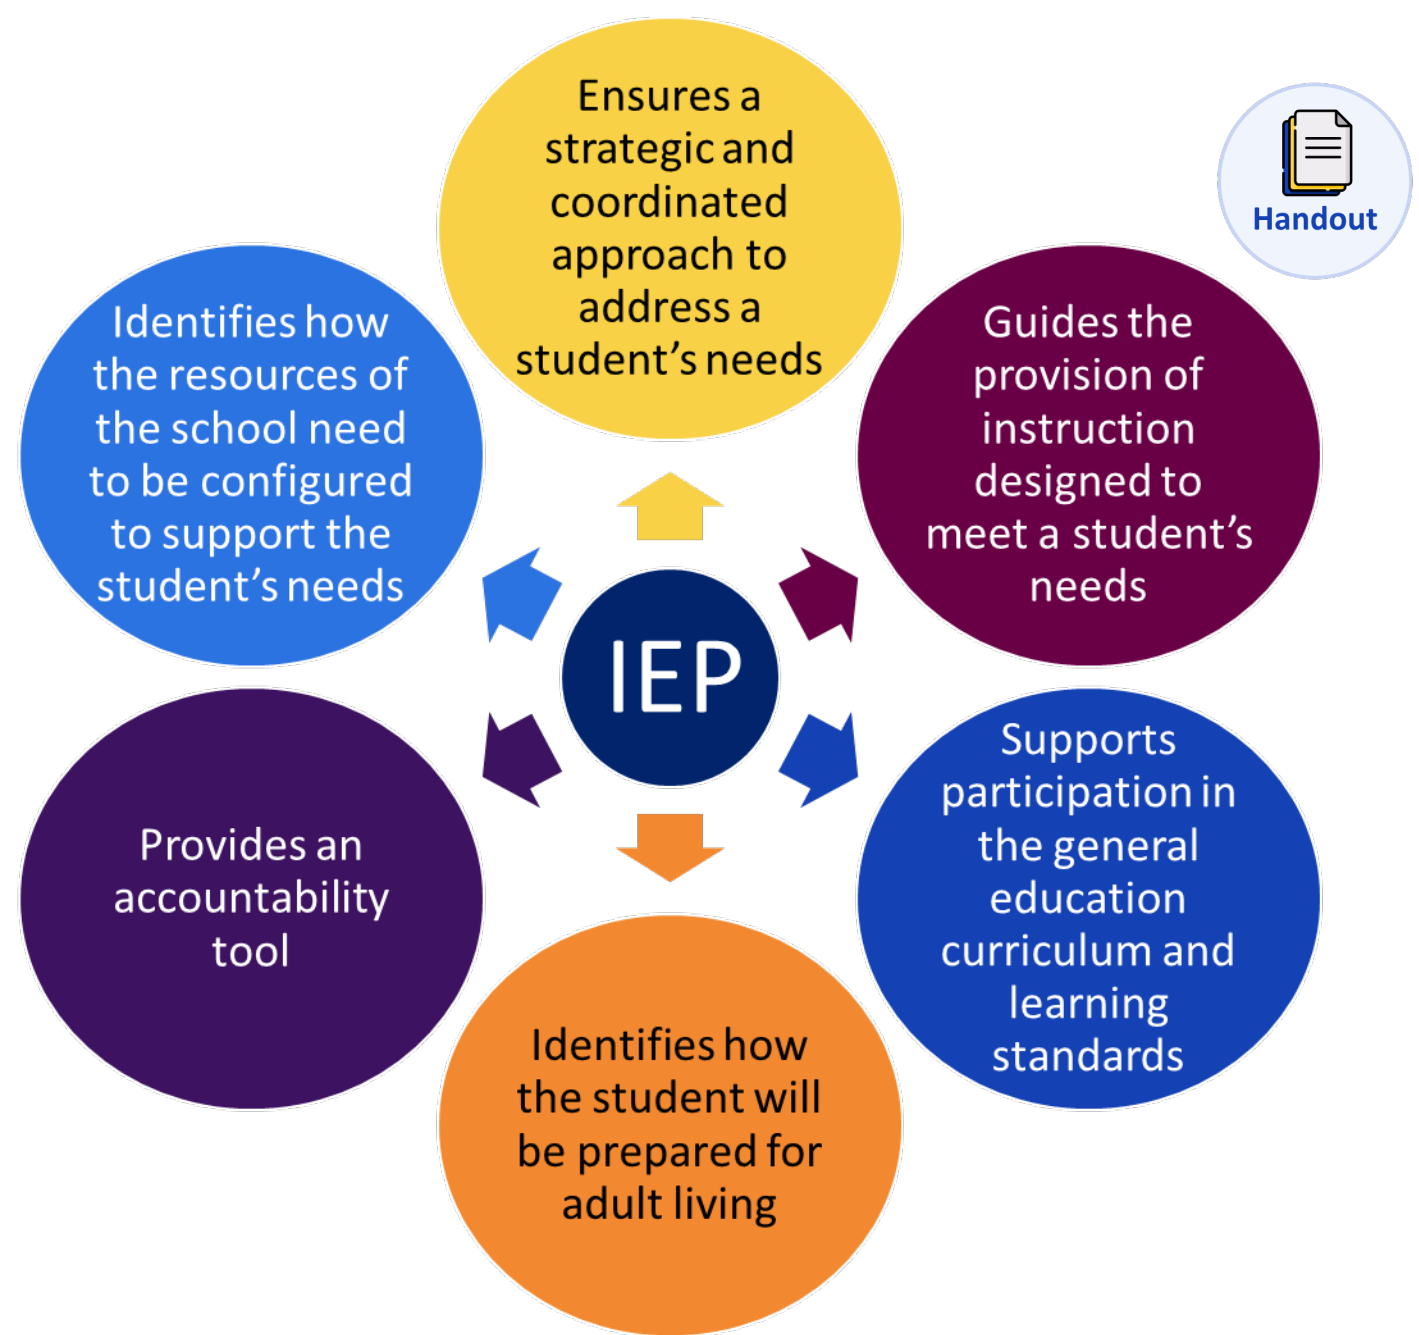 Ensures a
strategic and
coordinated
approach to
address a
student’s needs
Handout
Guides the
provision of
instruction
designed to
meet a student’s
needs
Supports
participation in
the general
education
curriculum and
learning
standards
Identifies how
the student will
be prepared for
adult living
Provides an
accountability
tool
Identifies how
the resources of
the school need
to be configured
to support the
student’s needs
IEP